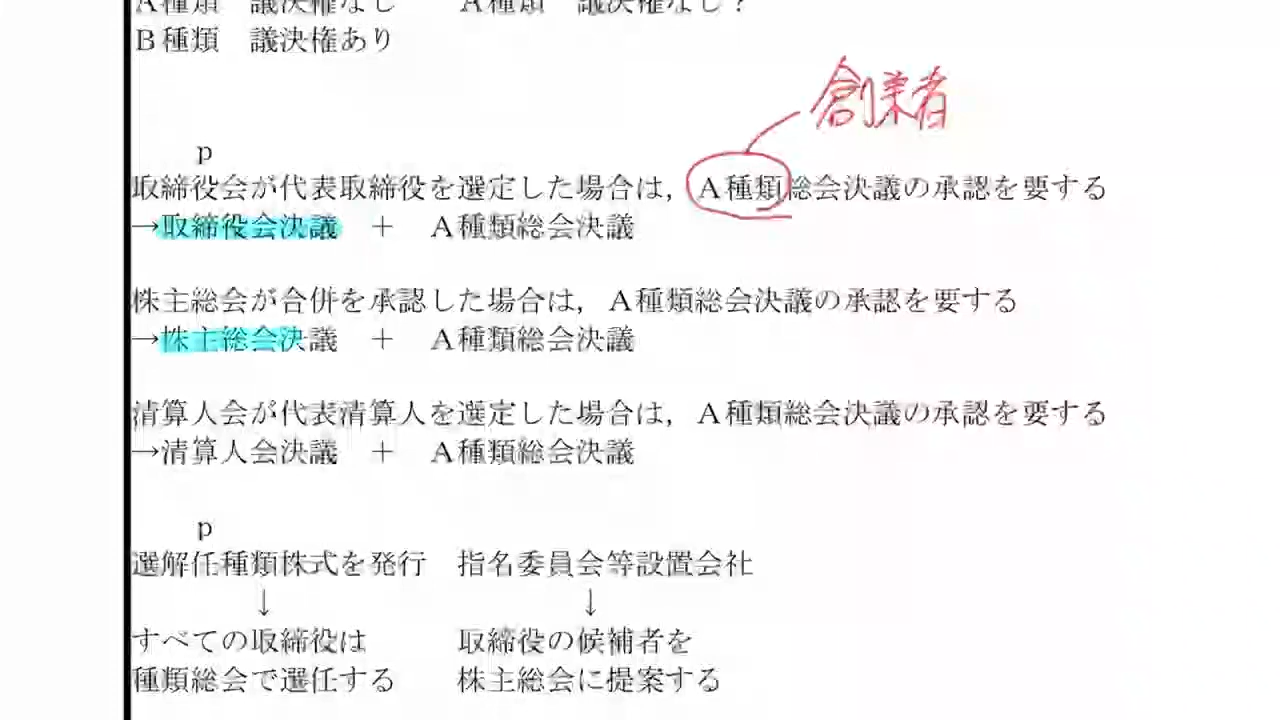 A種類　議決権なし　　A種類　議決権なし？
B種類　議決権あり
創業者
p
取締役会が代表取締役を選定した場合は，A種類総会決議の承認を要する
→取締役会決議　＋　A種類総会決議
株主総会が合併を承認した場合は，A種類総会決議の承認を要する
→株主総会決議　＋　A種類総会決議
清算人会が代表清算人を選定した場合は，A種類総会決議の承認を要する
→清算人会決議　＋　A種類総会決議
p
選解任種類株式を発行　指名委員会等設置会社
↓　↓
すべての取締役は　取締役の候補者を
種類総会で選任する　株主総会に提案する